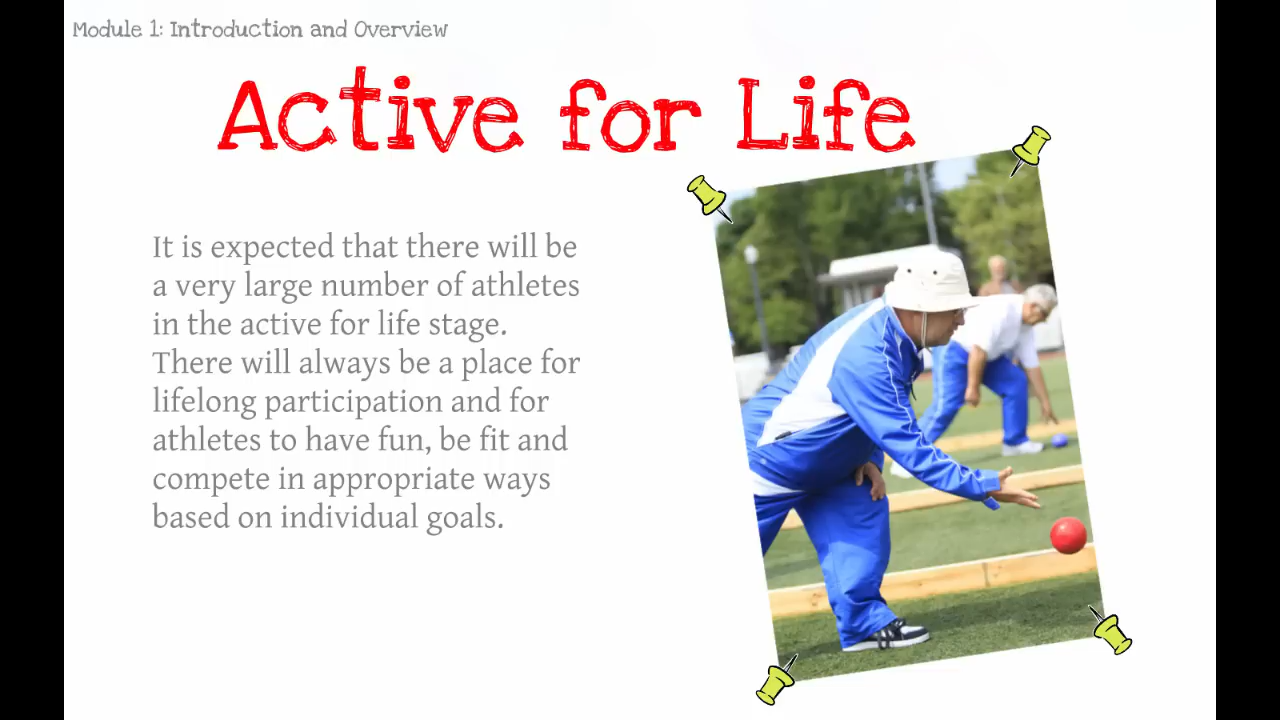 Module 1: Introduction and Overview
Active for Life
It is expected that there will be
a very large number of athletes
in the active for life stage.
There will always be a place for
lifelong participation and for
athletes to have fun, be fit and
compete in appropriate ways
based on individual goals.